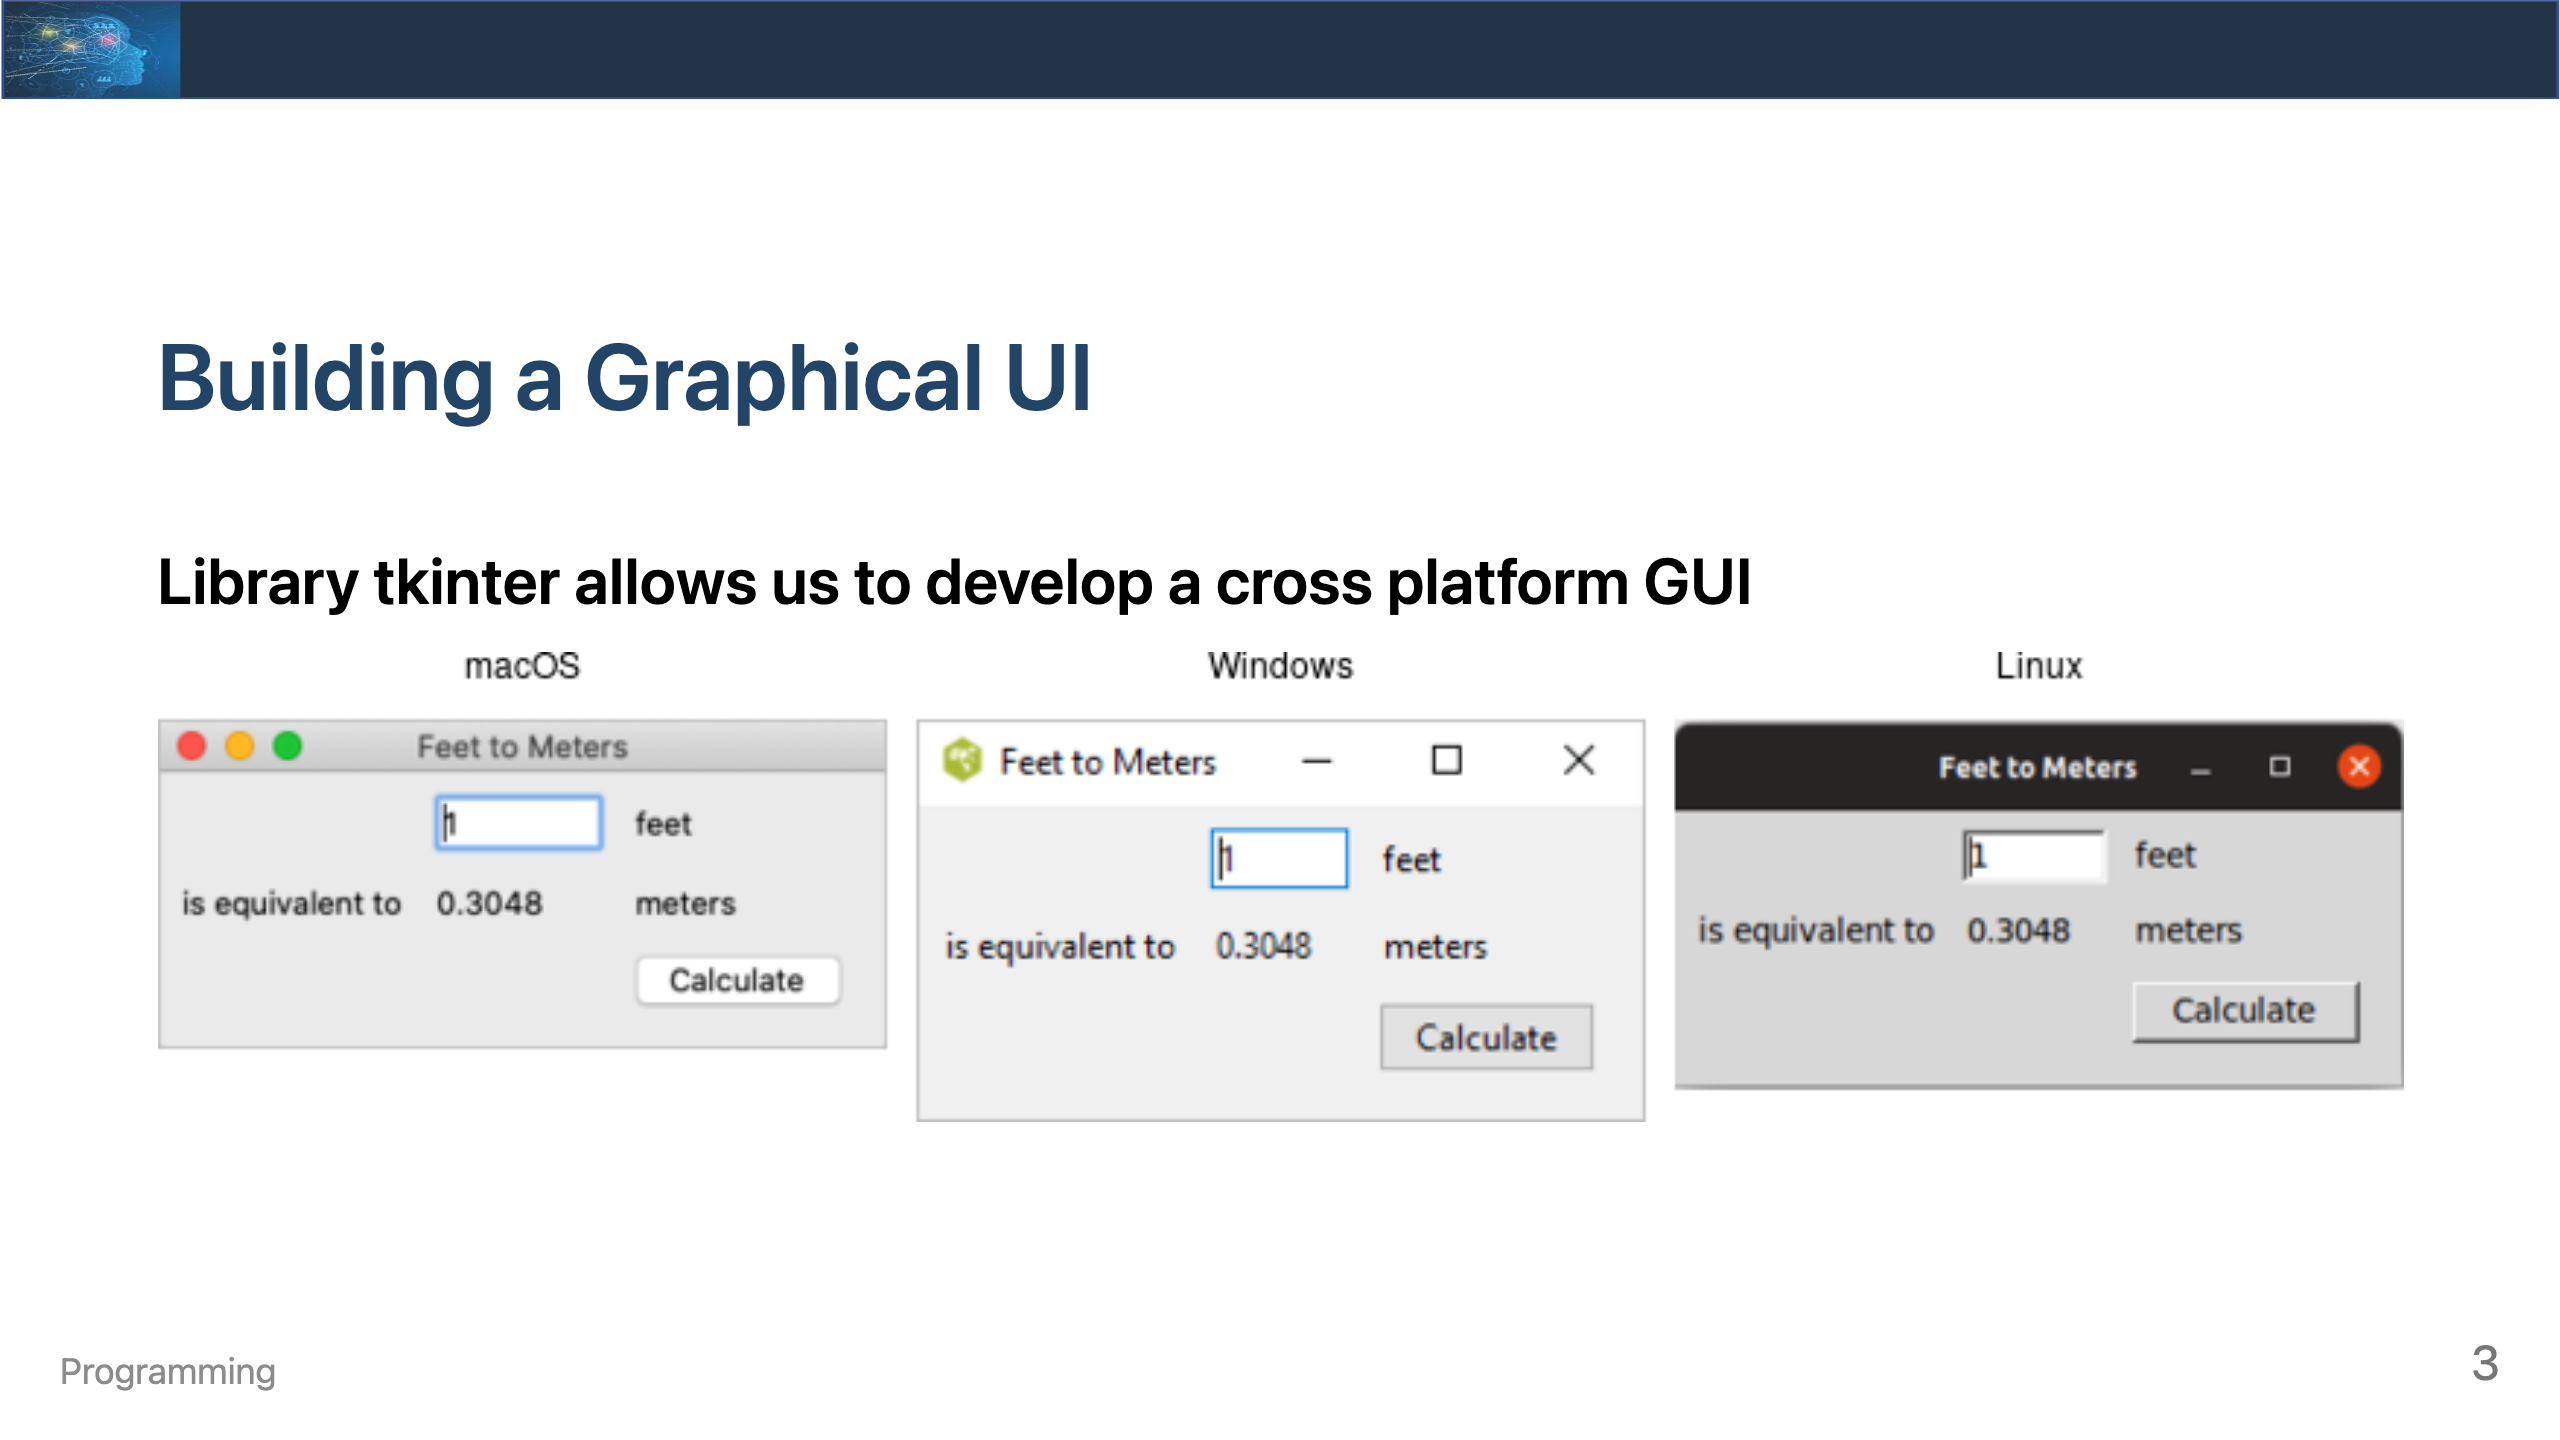 Building a Graphical UI
Library tkinter allows us to develop a cross platform GUI
macOS
Feet to Meters
1 feet
is equivalent to 0.3048 meters
Calculate
Windows
Feet to Meters
1 feet
is equivalent to 0.3048 meters
Calculate
Linux
Feet to Meters
1 feet
is equivalent to 0.3048 meters
Calculate
Programming
3